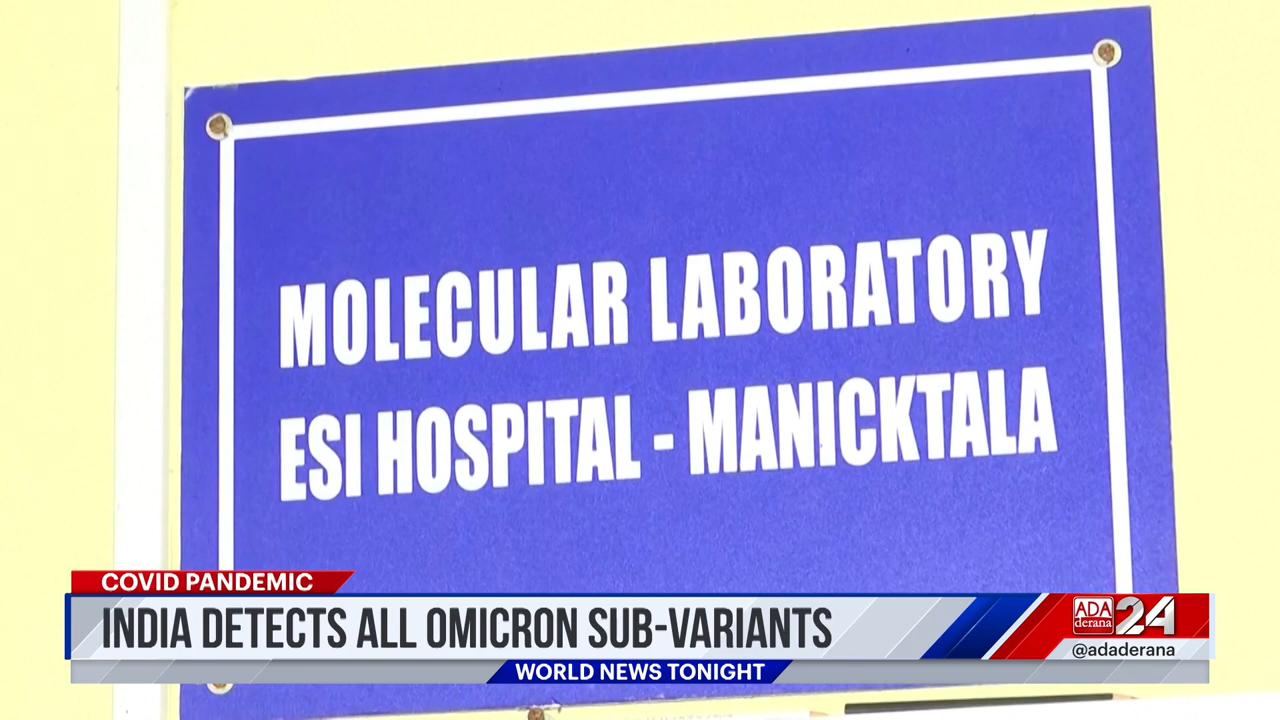 MOLECULAR LABORATORY
ESI HOSPITAL - MANICKTALA
COVID PANDEMIC
INDIA DETECTS ALL OMICRON SUB-VARIANTS
WORLD NEWS TONIGHT
ADA
derana
24
@adaderana